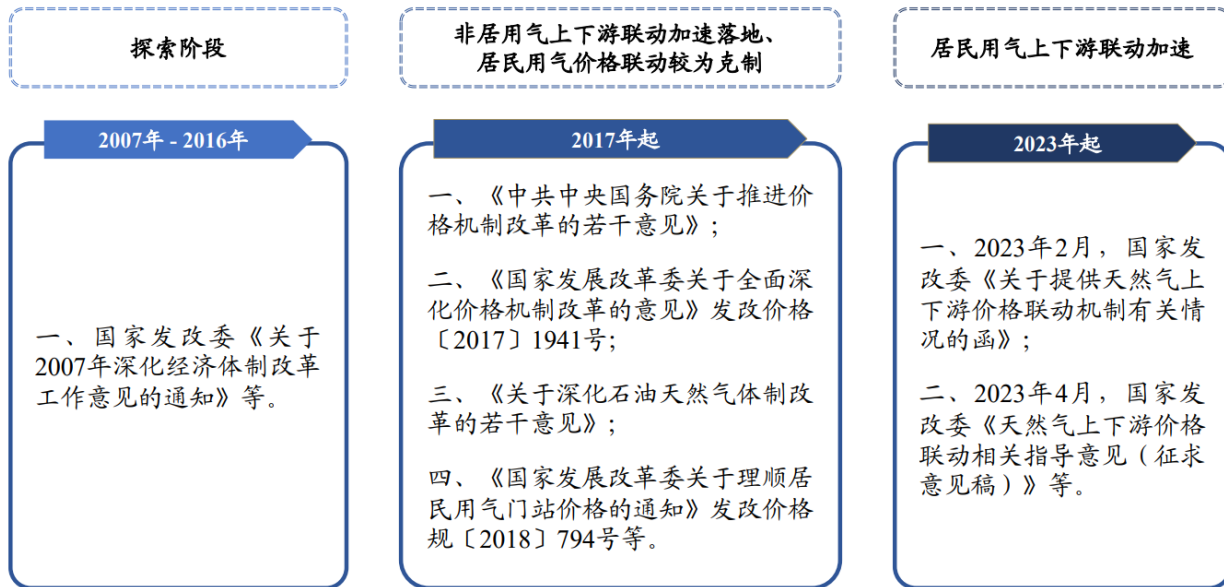 探索阶段
2007年 - 2016年
一、国家发改委《关于
2007年深化经济体制改革
工作意见的通知》等。
非居用气上下游联动加速落地、
居民用气价格联动较为克制
2017年起
一、《中共中央国务院关于推进价
格机制改革的若干意见》；
二、《国家发展改革委关于全面深
化价格机制改革的意见》发改价格
〔2017〕1941号；
三、《关于深化石油天然气体制改
革的若干意见》；
四、《国家发展改革委关于理顺居
民用气门站价格的通知》发改价格
规〔2018〕794号等。
居民用气上下游联动加速
2023年起
一、2023年2月，国家发
改委《关于提供天然气上
下游价格联动机制有关情
况的函》；
二、2023年4月，国家发
改委《天然气上下游价格
联动相关指导意见（征求
意见稿）》等。